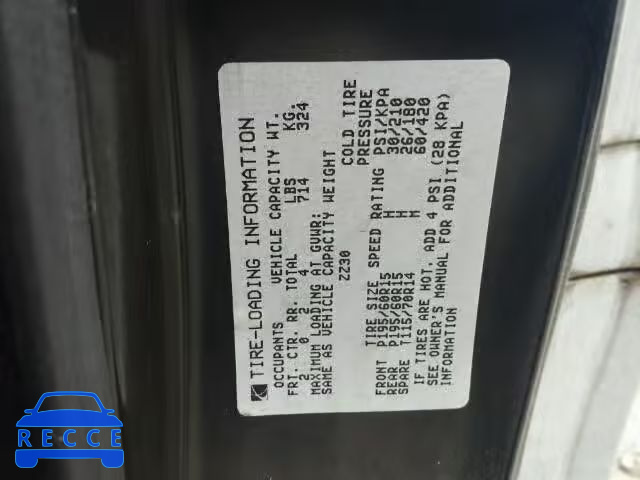 TIRE-LOADING INFORMATION
OCCUPANTS VEHICLE CAPACITY WT.
FRT. CTR. RR. TOTAL LBS KG.
2 0 2 4 714 324
MAXIMUM LOADING AT GVWR:
SAME AS VEHICLE CAPACITY WEIGHT
ZZ30
COLD TIRE
PRESSURE
TIRE SIZE SPEED RATING PSI/KPA
FRONT P195/60R15 H 30/210
REAR P195/60R15 H 26/180
SPARE T115/70R14 M 60/420
IF TIRES ARE HOT, ADD 4 PSI (28 KPA)
SEE OWNER'S MANUAL FOR ADDITIONAL
INFORMATION
RECCE